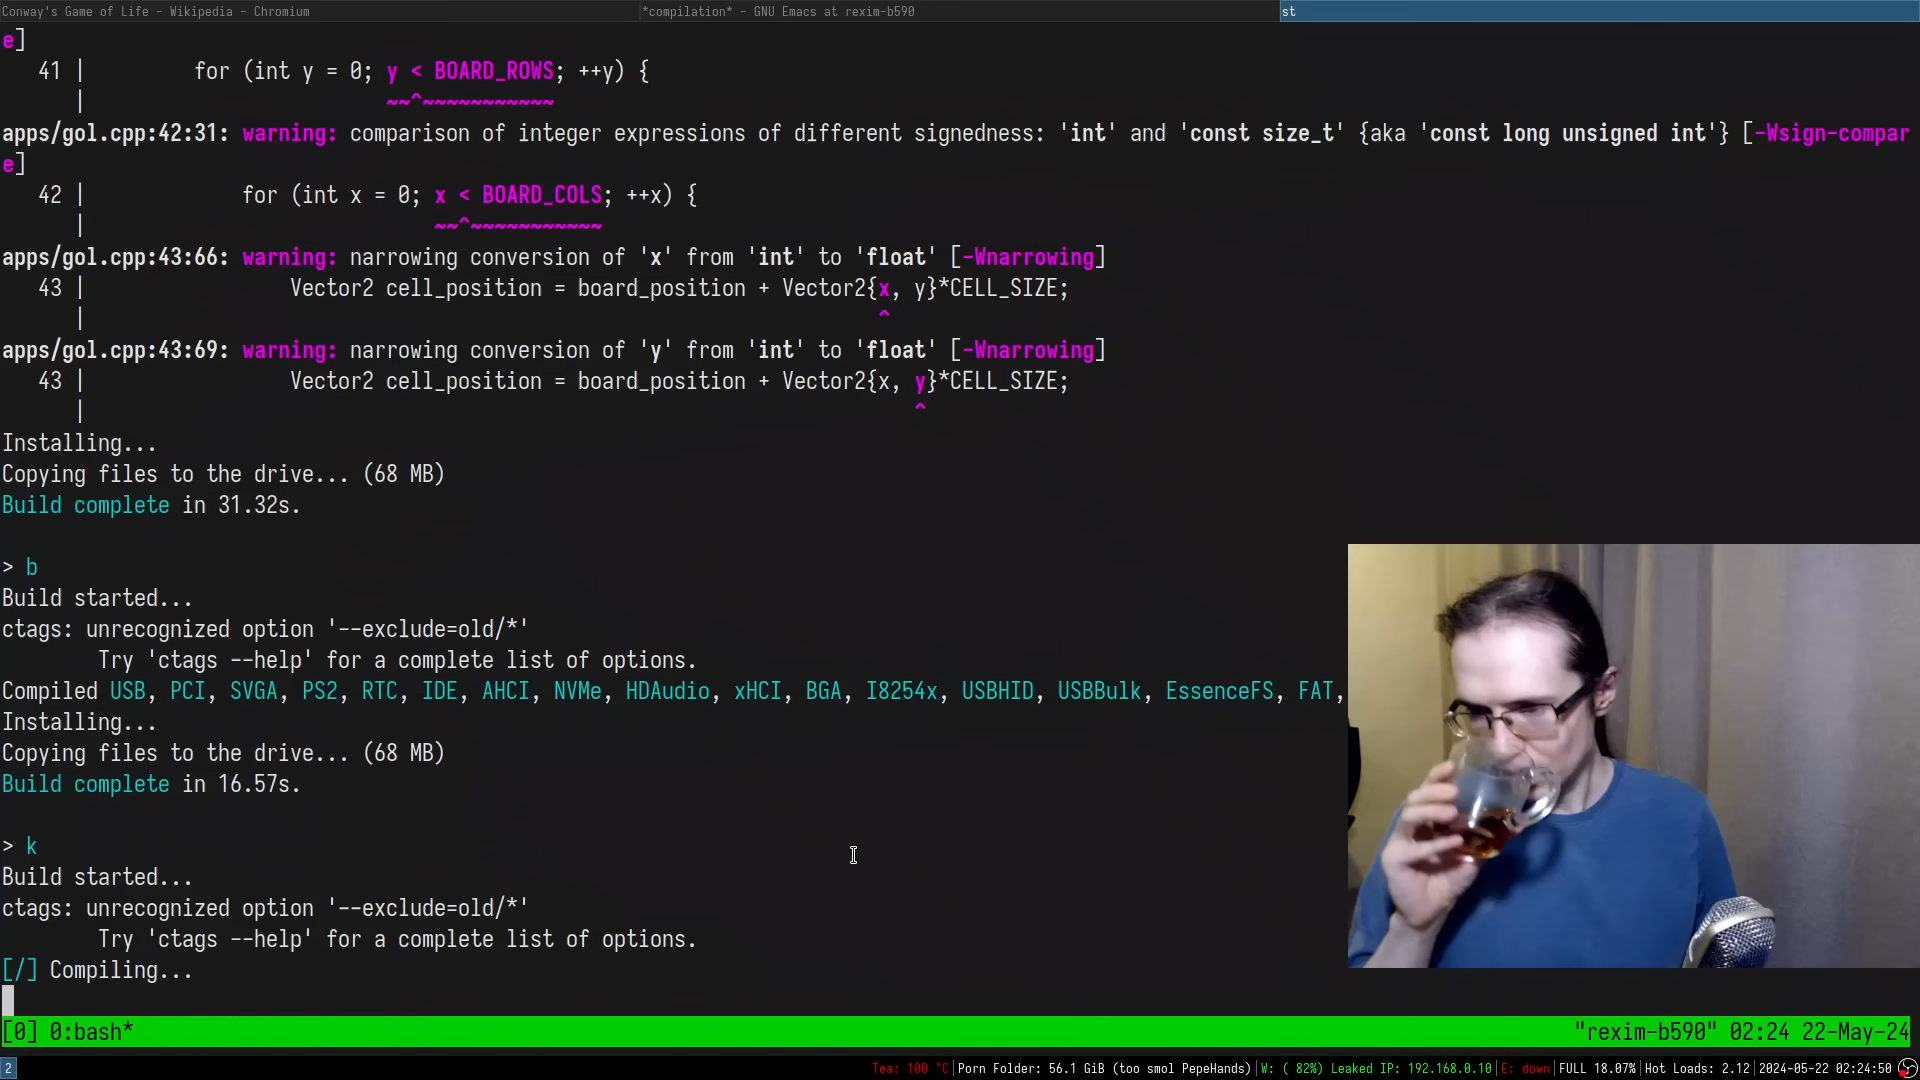 Conway's Game of Life - Wikipedia - Chromium
*compilation* - GNU Emacs at rexim-b590
st
e]
41 | for (int y = 0; y < BOARD_ROWS; ++y) {
| ~~^~~~~~~~~~~~
apps/gol.cpp:42:31: warning: comparison of integer expressions of different signedness: 'int' and 'const size_t' {aka 'const long unsigned int'} [-Wsign-compar
e]
42 | for (int x = 0; x < BOARD_COLS; ++x) {
| ~~^~~~~~~~~~~~
apps/gol.cpp:43:66: warning: narrowing conversion of 'x' from 'int' to 'float' [-Wnarrowing]
43 | Vector2 cell_position = board_position + Vector2{x, y}*CELL_SIZE;
| ^
apps/gol.cpp:43:69: warning: narrowing conversion of 'y' from 'int' to 'float' [-Wnarrowing]
43 | Vector2 cell_position = board_position + Vector2{x, y}*CELL_SIZE;
| ^
Installing...
Copying files to the drive... (68 MB)
Build complete in 31.32s.
> b
Build started...
ctags: unrecognized option '--exclude=old/*'
Try 'ctags --help' for a complete list of options.
Compiled USB, PCI, SVGA, PS2, RTC, IDE, AHCI, NVMe, HDAudio, xHCI, BGA, I8254x, USBHID, USBBulk, EssenceFS, FAT,
Installing...
Copying files to the drive... (68 MB)
Build complete in 16.57s.
> k
Build started...
ctags: unrecognized option '--exclude=old/*'
Try 'ctags --help' for a complete list of options.
[/] Compiling...
[0] 0:bash* "rexim-b590" 02:24 22-May-24
2 Tea: 100 °C|Porn Folder: 56.1 GiB (too smol PepeHands)|W: ( 82%) Leaked IP: 192.168.0.10|E: down|FULL 18.07%|Hot Loads: 2.12|2024-05-22 02:24:50